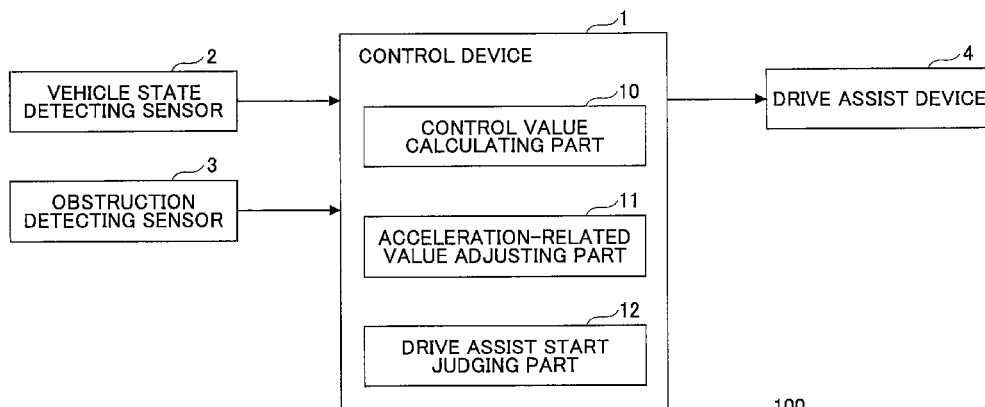 1
CONTROL DEVICE
2
VEHICLE STATE
DETECTING SENSOR
3
OBSTRUCTION
DETECTING SENSOR
10
CONTROL VALUE
CALCULATING PART
11
ACCELERATION-RELATED
VALUE ADJUSTING PART
12
DRIVE ASSIST START
JUDGING PART
4
DRIVE ASSIST DEVICE
100